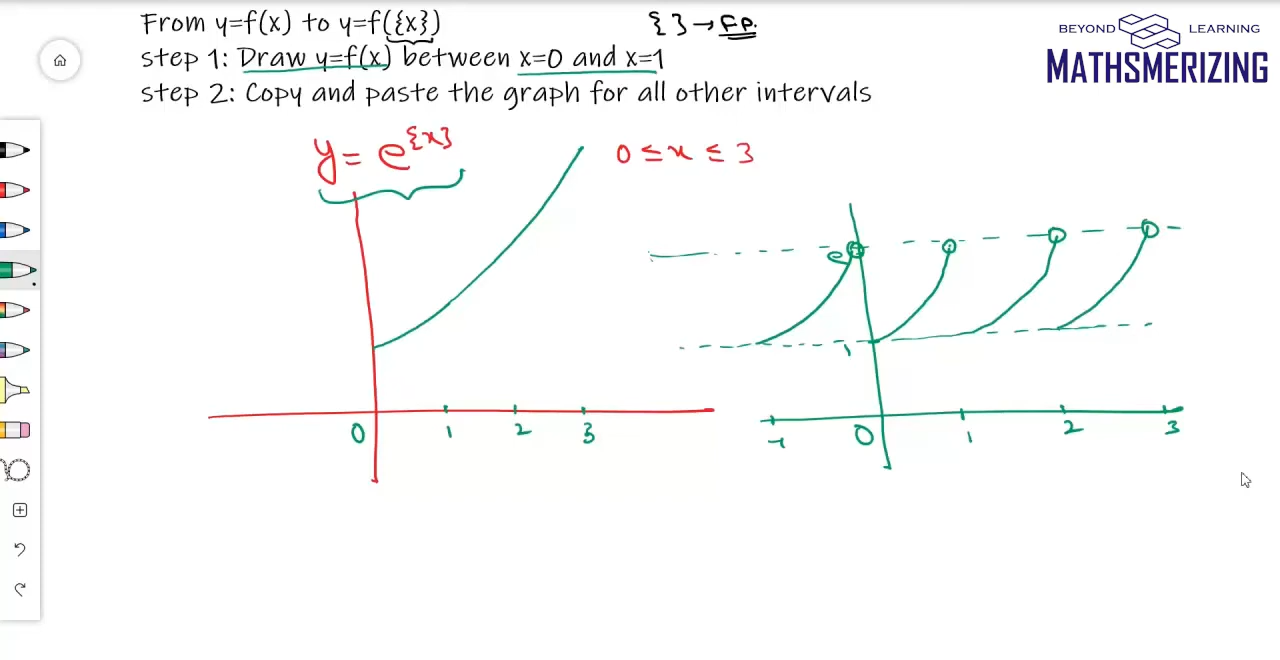 From y=f(x) to y=f({x})
{ } → F.P.
BEYOND LEARNING
MATHSMERIZING
step 1: Draw y=f(x) between x=0 and x=1
step 2: Copy and paste the graph for all other intervals
y = e^{x}
0 ≤ x ≤ 3
0 1 2 3
e
1
-1 0 1 2 3